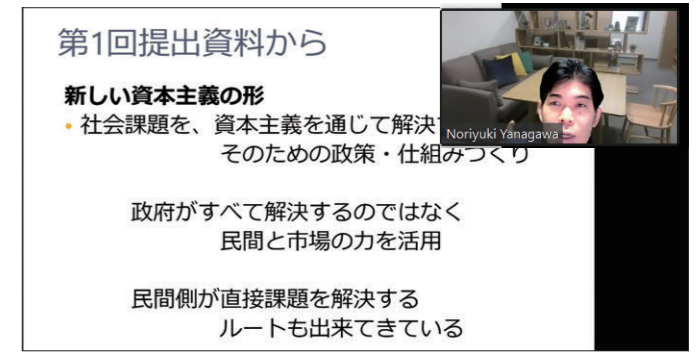 第1回提出資料から
新しい資本主義の形
• 社会課題を、資本主義を通じて解決
Noriyuki Yanagawa
そのための政策・仕組みづくり
政府がすべて解決するのではなく
民間と市場の力を活用
民間側が直接課題を解決する
ルートも出来てきている